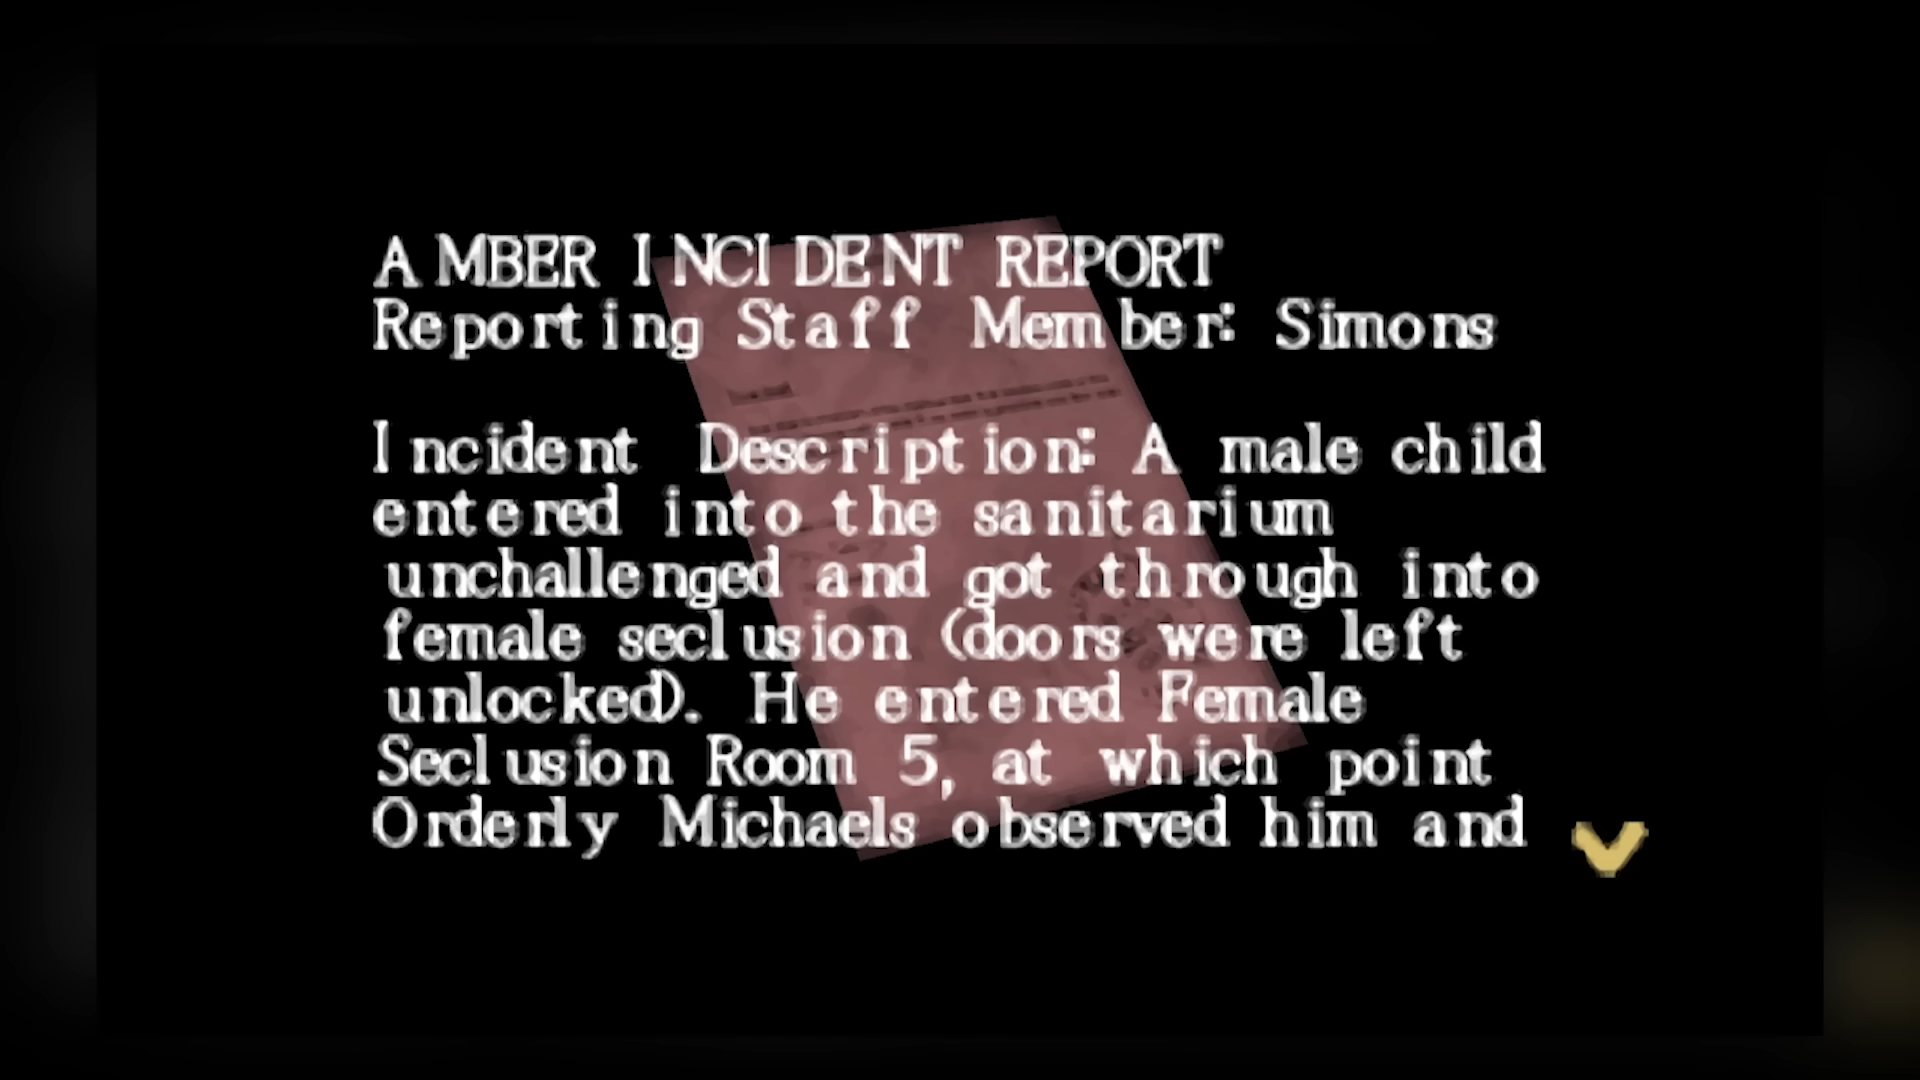 AMBER INCIDENT REPORT
Reporting Staff Member: Simons
Incident Description: A male child
entered into the sanitarium
unchallenged and got through into
female seclusion (doors were left
unlocked). He entered Female
Seclusion Room 5, at which point
Orderly Michaels observed him and